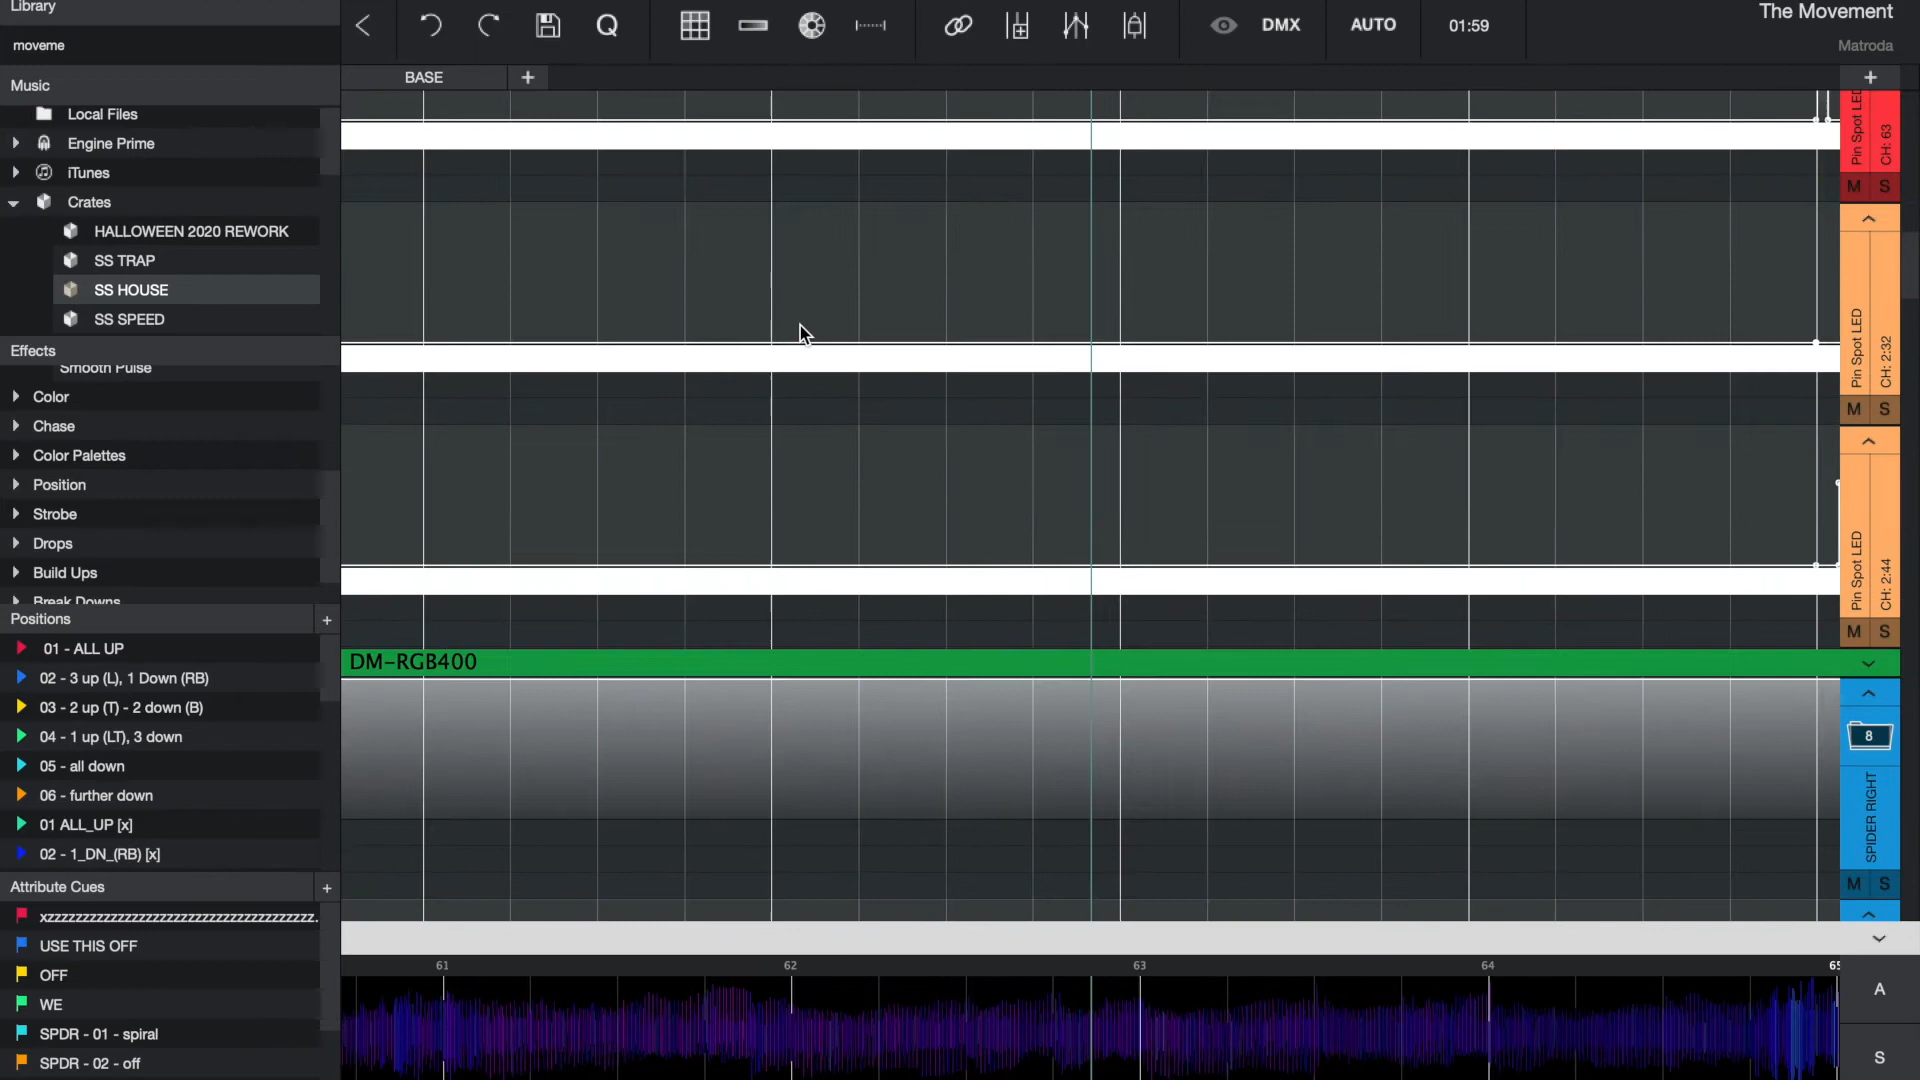 Library
moveme
Music
Local Files
Engine Prime
iTunes
Crates
HALLOWEEN 2020 REWORK
SS TRAP
SS HOUSE
SS SPEED
Effects
Smooth Pulse
Color
Chase
Color Palettes
Position
Strobe
Drops
Build Ups
Break Downs
Positions +
01 - ALL UP
02 - 3 up (L), 1 Down (RB)
03 - 2 up (T) - 2 down (B)
04 - 1 up (LT), 3 down
05 - all down
06 - further down
01 ALL_UP [x]
02 - 1_DN_(RB) [x]
Attribute Cues +
USE THIS OFF
OFF
WE
SPDR - 01 - spiral
SPDR - 02 - off
Q
DMX
AUTO
01:59
The Movement
Matroda
BASE +
+
Pin Spot LED
CH: 63
M S
Pin Spot LED
CH: 2:32
M S
Pin Spot LED
CH: 2:44
M S
DM-RGB400
8
SPIDER RIGHT
M S
61 62 63 64 65
A
S